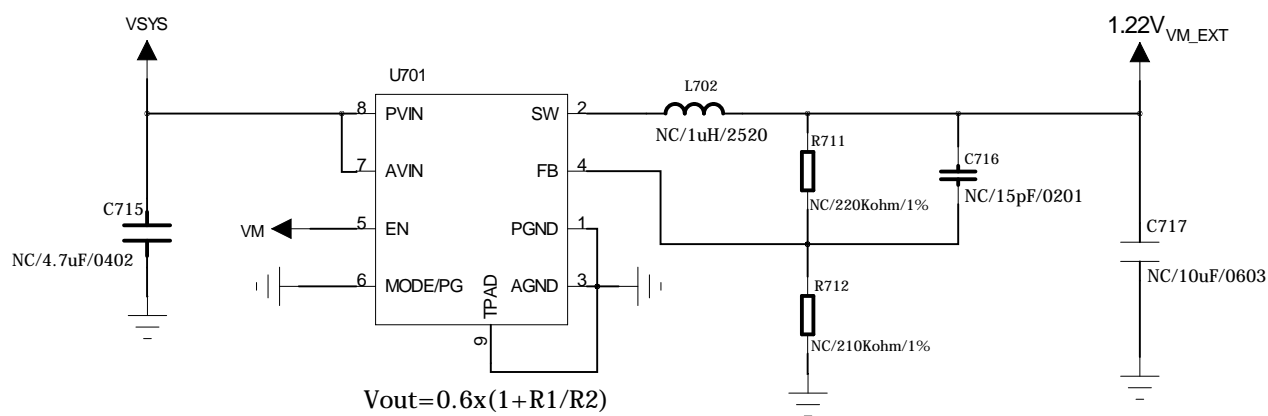 VSYS
1.22V
VM_EXT
U701
L702
8 PVIN SW 2
NC/1uH/2520
R711
7 AVIN FB 4
C716
C715
NC/220Kohm/1%
NC/15pF/0201
VM 5 EN PGND 1
C717
NC/4.7uF/0402
6 MODE/PG AGND 3
NC/10uF/0603
TPAD
R712
9
NC/210Kohm/1%
Vout=0.6x(1+R1/R2)